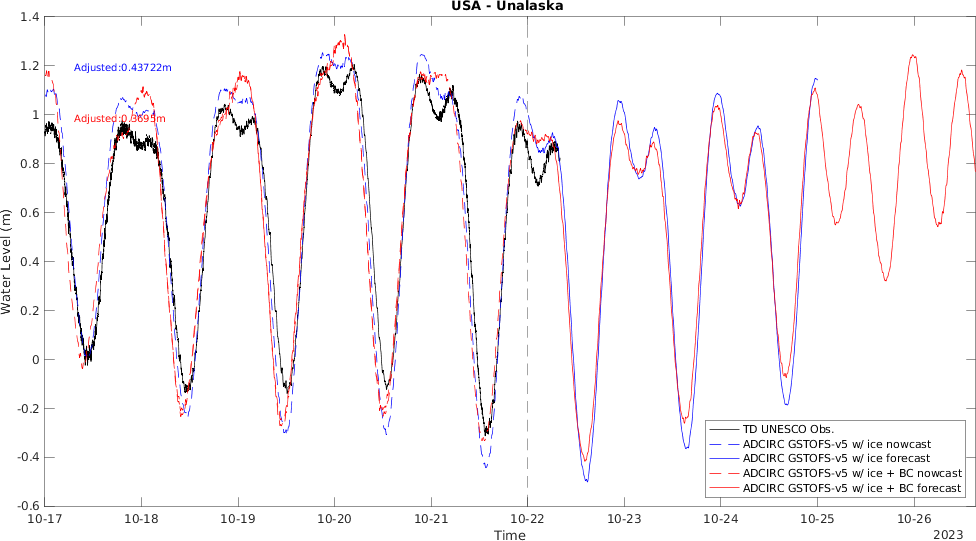 USA - Unalaska
1.4
1.2
1
0.8
0.6
0.4
0.2
0
-0.2
-0.4
-0.6
Water Level (m)
Adjusted:0.43722m
Adjusted:0.3695m
TD UNESCO Obs.
ADCIRC GSTOFS-v5 w/ ice nowcast
ADCIRC GSTOFS-v5 w/ ice forecast
ADCIRC GSTOFS-v5 w/ ice + BC nowcast
ADCIRC GSTOFS-v5 w/ ice + BC forecast
10-17 10-18 10-19 10-20 10-21 10-22 10-23 10-24 10-25 10-26
Time
2023